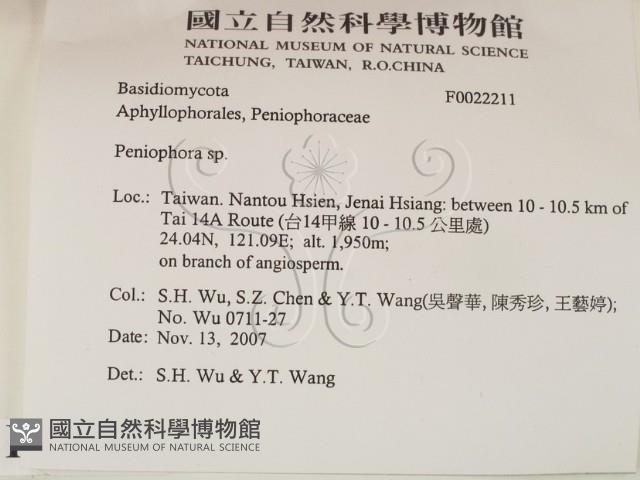 國立自然科學博物館
NATIONAL MUSEUM OF NATURAL SCIENCE
TAICHUNG, TAIWAN, R.O.CHINA
Basidiomycota F0022211
Aphyllophorales, Peniophoraceae
Peniophora sp.
Loc.: Taiwan. Nantou Hsien, Jenai Hsiang: between 10 - 10.5 km of
Tai 14A Route (台14甲線 10 - 10.5 公里處)
24.04N, 121.09E; alt. 1,950m;
on branch of angiosperm.
Col.: S.H. Wu, S.Z. Chen & Y.T. Wang(吳聲華, 陳秀珍, 王藝婷);
No. Wu 0711-27
Date: Nov. 13, 2007
Det.: S.H. Wu & Y.T. Wang
國立自然科學博物館
NATIONAL MUSEUM OF NATURAL SCIENCE